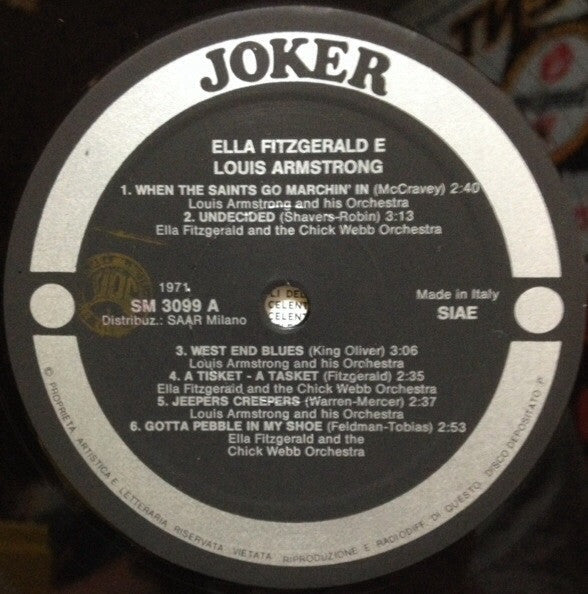 JOKER
ELLA FITZGERALD E
LOUIS ARMSTRONG
1. WHEN THE SAINTS GO MARCHIN' IN (McCravey) 2:40
Louis Armstrong and his Orchestra
2. UNDECIDED (Shavers-Robin) 3:13
Ella Fitzgerald and the Chick Webb Orchestra
1971
SM 3099 A
Distribuz.: SAAR Milano
Made in Italy
SIAE
CELENT
CELENT
3. WEST END BLUES (King Oliver) 3:06
Louis Armstrong and his Orchestra
4. A TISKET - A TASKET (Fitzgerald) 2:35
Ella Fitzgerald and the Chick Webb Orchestra
5. JEEPERS CREEPERS (Warren-Mercer) 2:37
Louis Armstrong and his Orchestra
6. GOTTA PEBBLE IN MY SHOE (Feldman-Tobias) 2:53
Ella Fitzgerald and the
Chick Webb Orchestra
© PROPRIETA ARTISTICA E LETTERARIA RISERVATA VIETATA RIPRODUZIONE E RADIODIFF. DI QUESTO DISCO DEPOSITATO P